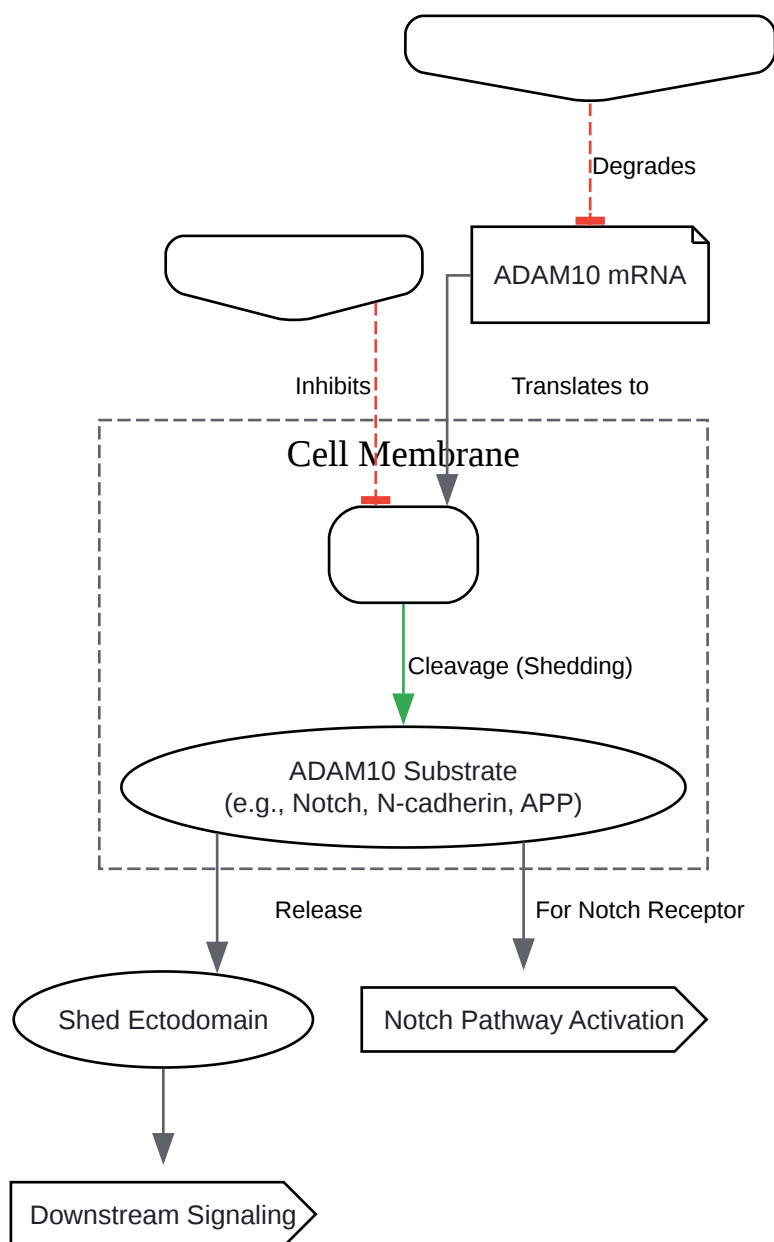 Degrades
ADAM10 mRNA
Inhibits
Translates to
Cell Membrane
Cleavage (Shedding)
ADAM10 Substrate
(e.g., Notch, N-cadherin, APP)
Release
For Notch Receptor
Shed Ectodomain
Notch Pathway Activation
Downstream Signaling